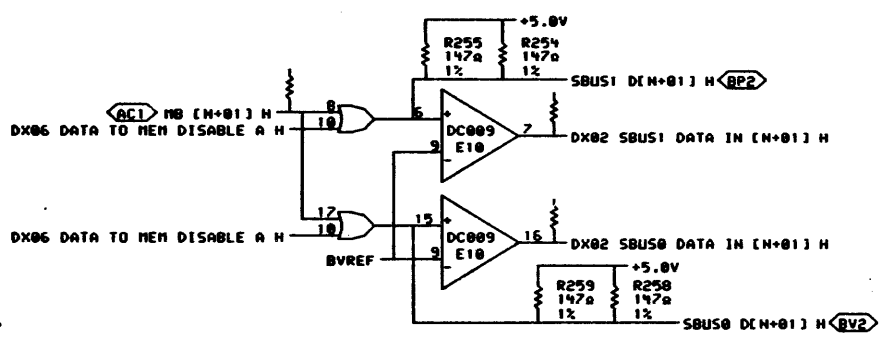 +5.0V
R255 R254
147Ω 147Ω
1% 1%
SBUS1 D[N+01] H BP2
AC1 MB [N+01] H
8
DX06 DATA TO MEM DISABLE A H
10
6
+
DC009
E10
9
-
7
DX02 SBUS1 DATA IN [N+01] H
17
DX06 DATA TO MEM DISABLE A H
10
15
+
DC009
E10
BVREF
9
-
16
DX02 SBUS0 DATA IN [N+01] H
+5.0V
R259 R258
147Ω 147Ω
1% 1%
SBUS0 D[N+01] H BV2